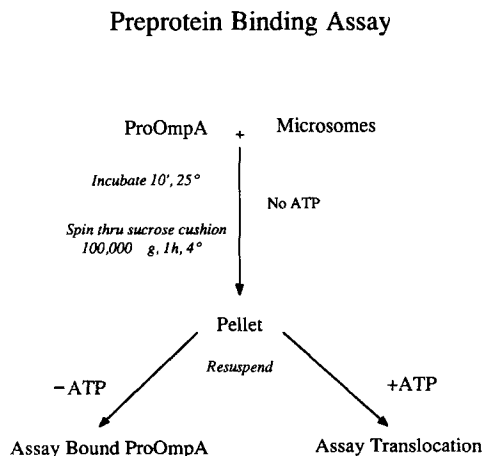 Preprotein Binding Assay
ProOmpA + Microsomes
Incubate 10', 25°
No ATP
Spin thru sucrose cushion
100,000 g, 1h, 4°
Pellet
Resuspend
−ATP
+ATP
Assay Bound ProOmpA
Assay Translocation